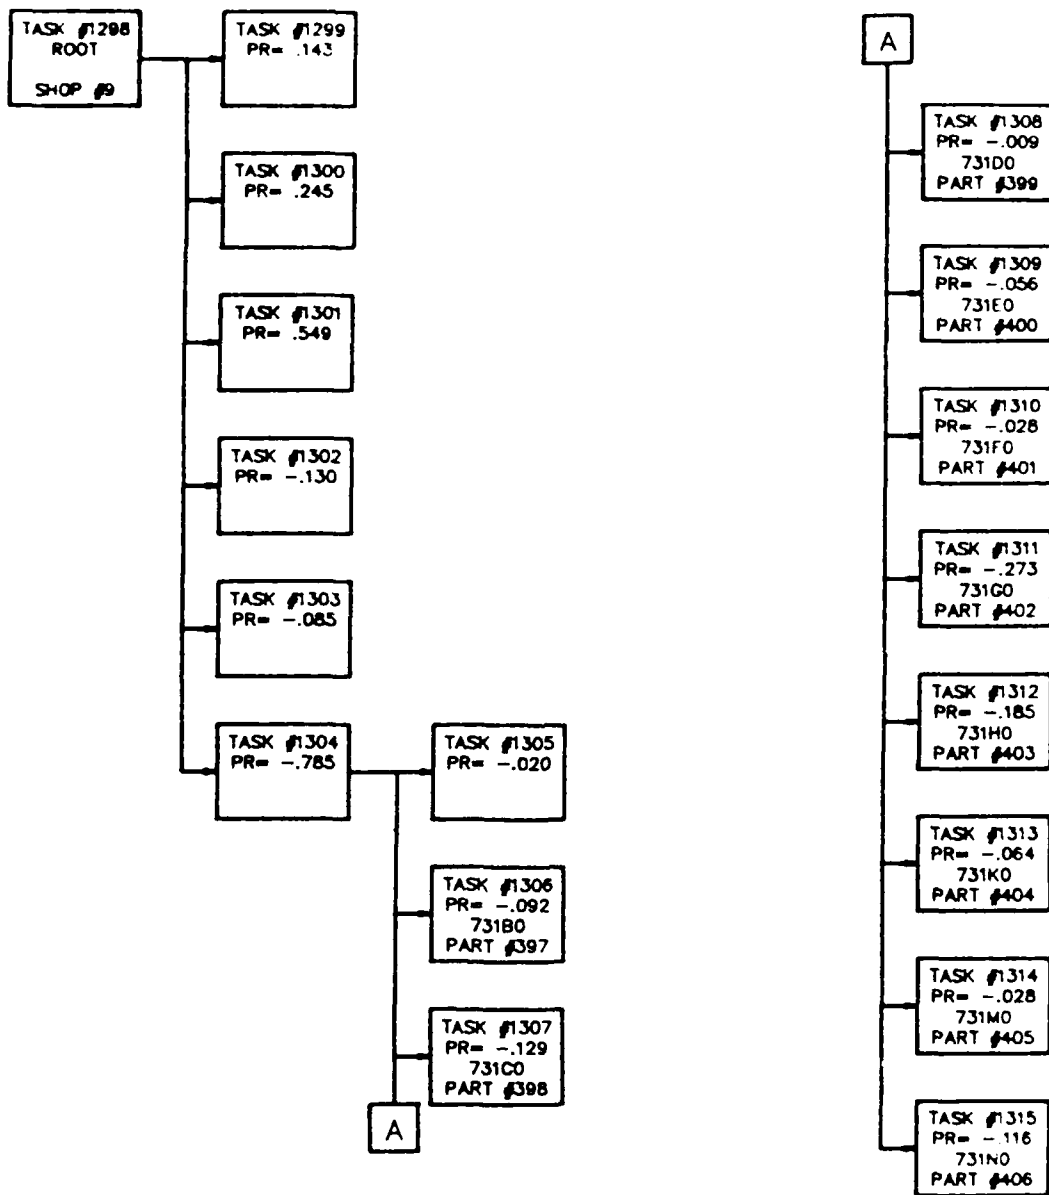 TASK #1298
ROOT
SHOP #9
TASK #1299
PR= .143
TASK #1300
PR= .245
TASK #1301
PR= .549
TASK #1302
PR= -.130
TASK #1303
PR= -.085
TASK #1304
PR= -.785
TASK #1305
PR= -.020
TASK #1306
PR= -.092
731B0
PART #397
TASK #1307
PR= -.129
731C0
PART #398
A
A
TASK #1308
PR= -.009
731D0
PART #399
TASK #1309
PR= -.056
731E0
PART #400
TASK #1310
PR= -.028
731F0
PART #401
TASK #1311
PR= -.273
731G0
PART #402
TASK #1312
PR= -.185
731H0
PART #403
TASK #1313
PR= -.064
731K0
PART #404
TASK #1314
PR= -.028
731M0
PART #405
TASK #1315
PR= -.116
731N0
PART #406